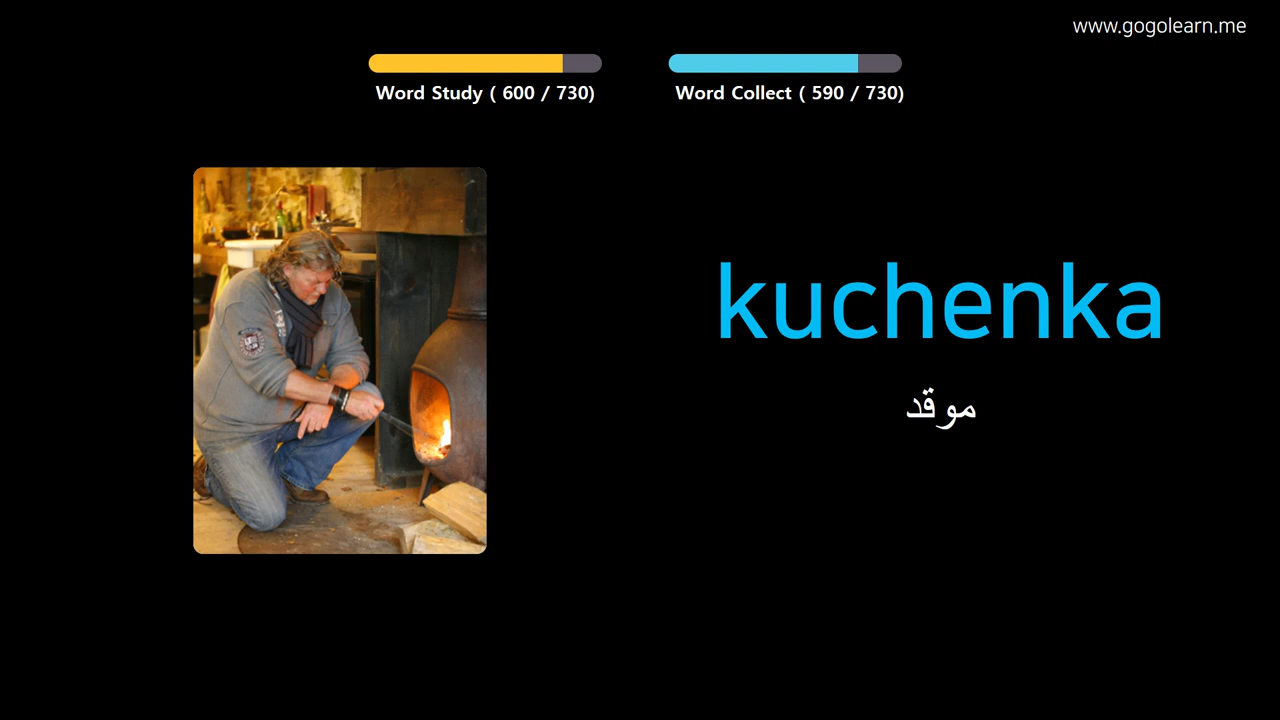 www.gogolearn.me
Word Study ( 600 / 730)
Word Collect ( 590 / 730)
kuchenka
موقد